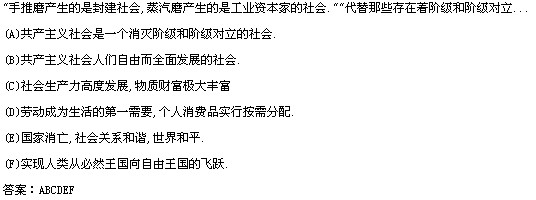 “手推磨产生的是封建社会,蒸汽磨产生的是工业资本家的社会.”“代替那些存在着阶级和阶级对立...
(A)共产主义社会是一个消灭阶级和阶级对立的社会.
(B)共产主义社会人们自由而全面发展的社会.
(C)社会生产力高度发展,物质财富极大丰富
(D)劳动成为生活的第一需要,个人消费品实行按需分配.
(E)国家消亡,社会关系和谐,世界和平.
(F)实现人类从必然王国向自由王国的飞跃.
答案：ABCDEF